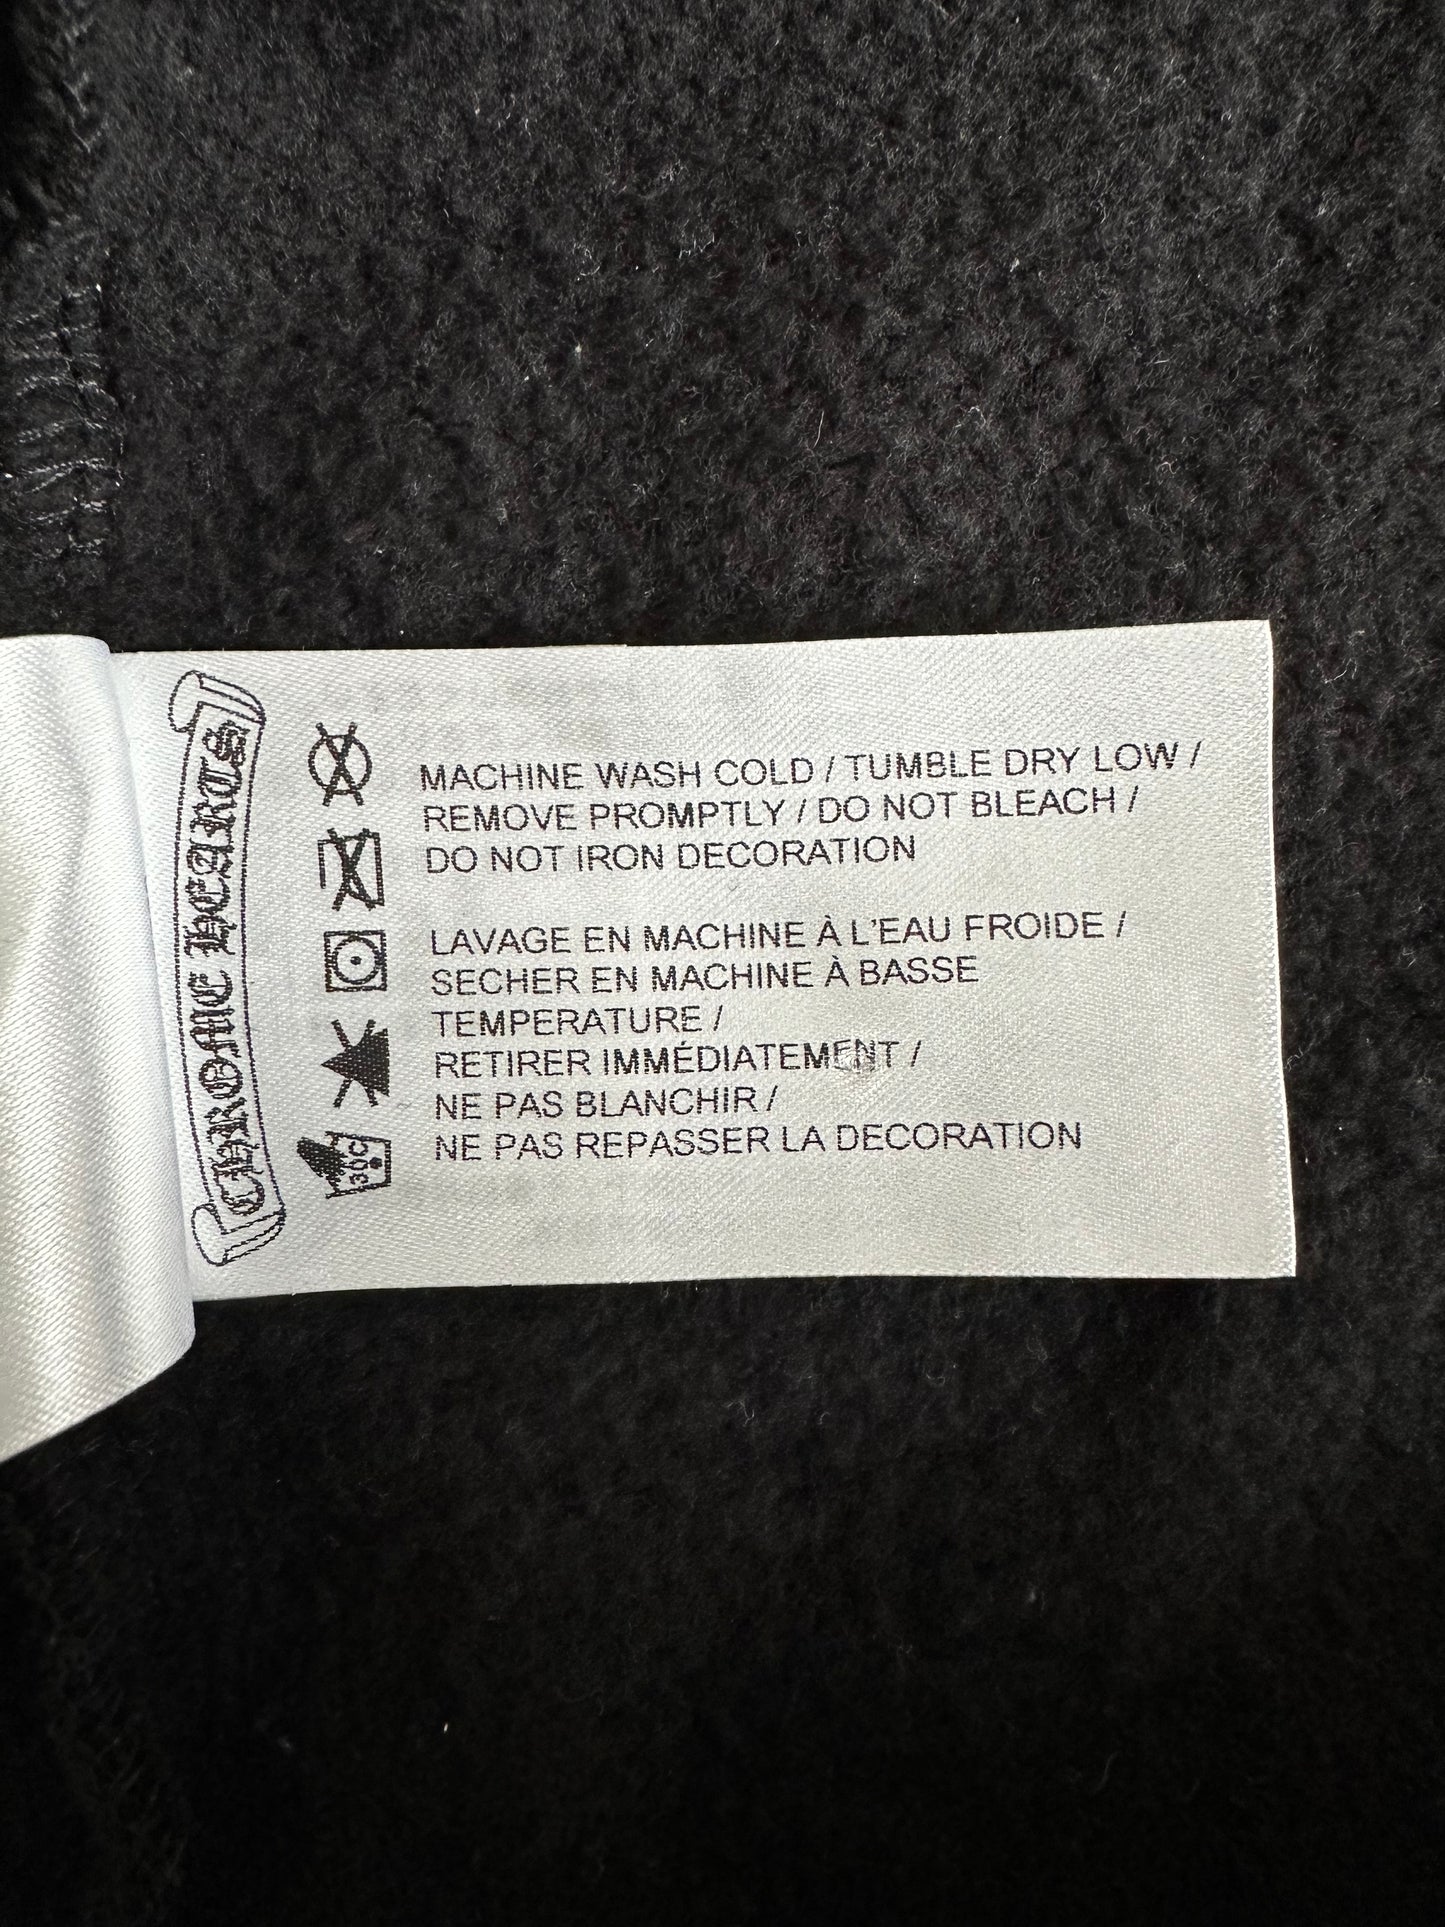 CHROME HEARTS
MACHINE WASH COLD / TUMBLE DRY LOW /
REMOVE PROMPTLY / DO NOT BLEACH /
DO NOT IRON DECORATION
LAVAGE EN MACHINE À L'EAU FROIDE /
SECHER EN MACHINE À BASSE
TEMPERATURE /
RETIRER IMMÉDIATEMENT /
NE PAS BLANCHIR /
NE PAS REPASSER LA DECORATION
30C